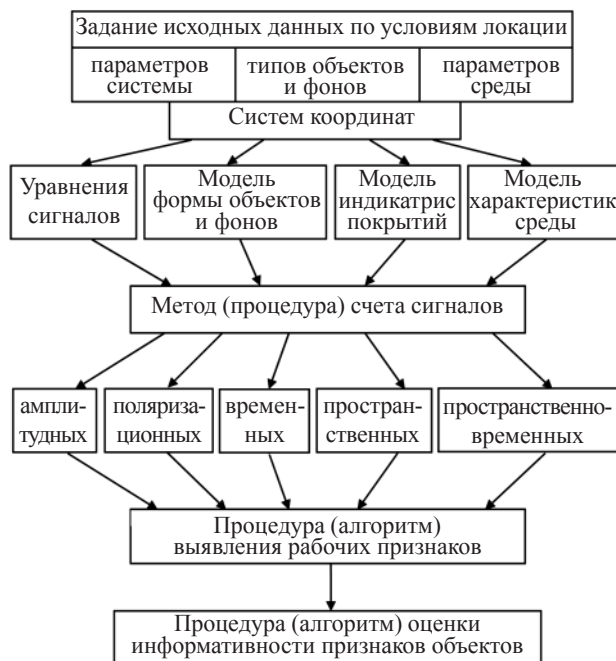 Задание исходных данных по условиям локации
параметров
системы
типов объектов
и фонов
параметров
среды
Систем координат
Уравнения
сигналов
Модель
формы объектов
и фонов
Модель
индикатрис
покрытий
Модель
характеристик
среды
Метод (процедура) счета сигналов
ампли-
тудных
поляриза-
ционных
времен-
ных
простран-
ственных
пространственно-
временных
Процедура (алгоритм)
выявления рабочих признаков
Процедура (алгоритм) оценки
информативности признаков объектов